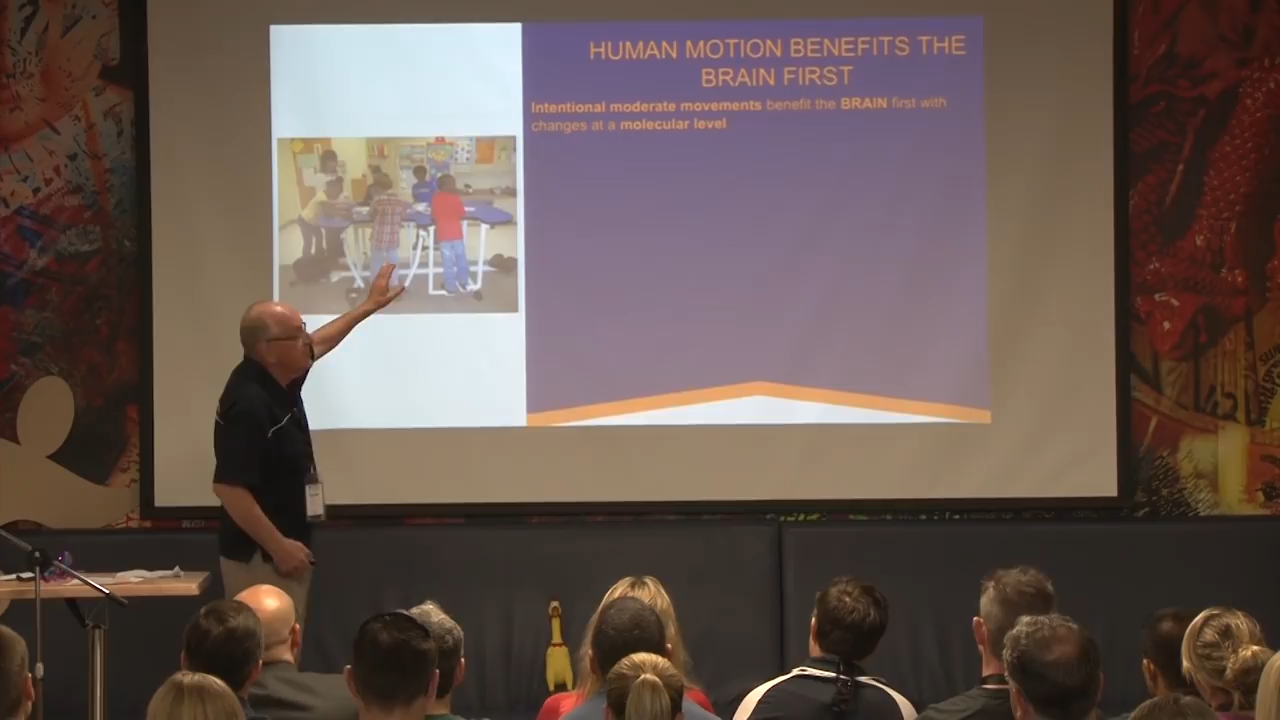 HUMAN MOTION BENEFITS THE
BRAIN FIRST
Intentional moderate movements benefit the BRAIN first with
changes at a molecular level